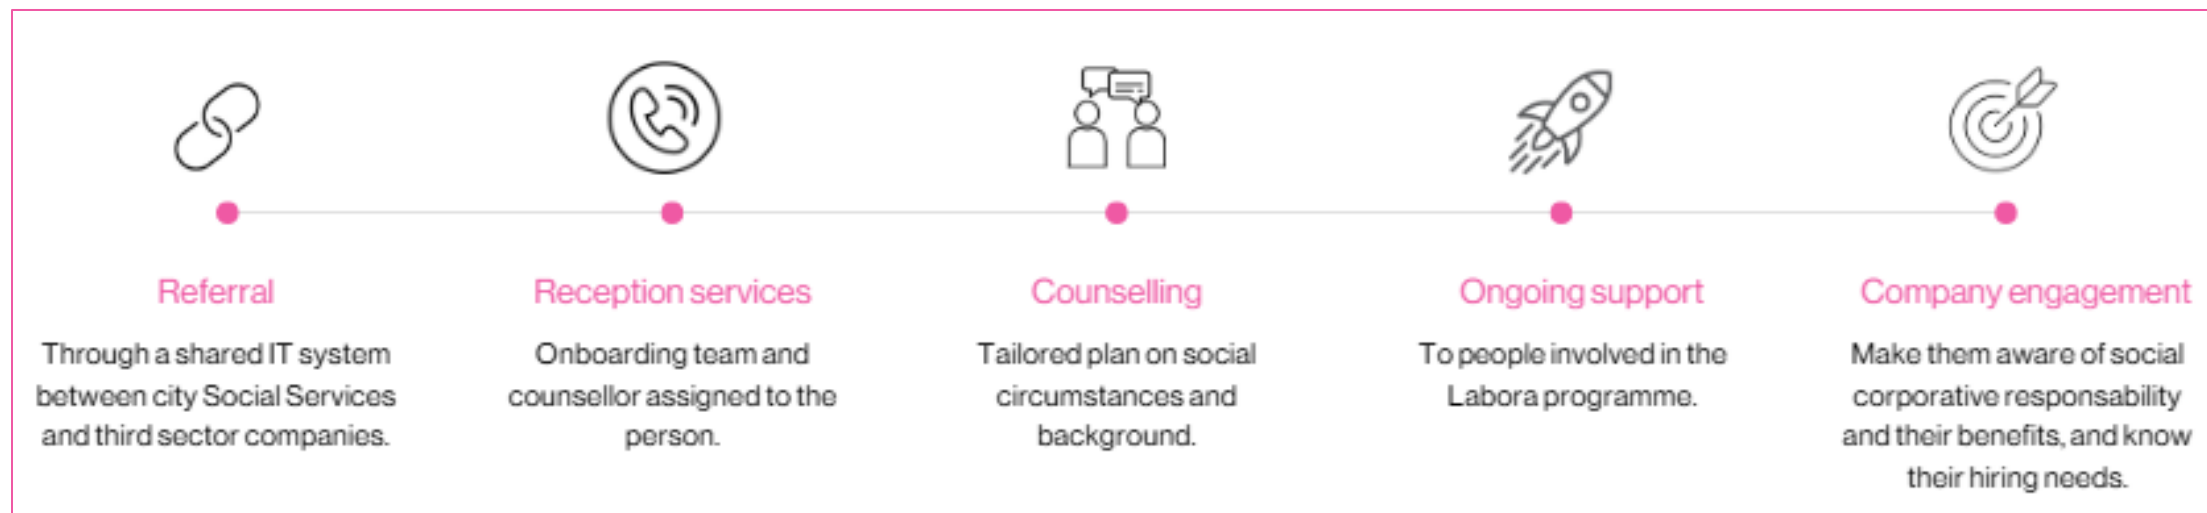 Referral
Through a shared IT system
between city Social Services
and third sector companies.
Reception services
Onboarding team and
counsellor assigned to the
person.
Counselling
Tailored plan on social
circumstances and
background.
Ongoing support
To people involved in the
Labora programme.
Company engagement
Make them aware of social
corporative responsability
and their benefits, and know
their hiring needs.